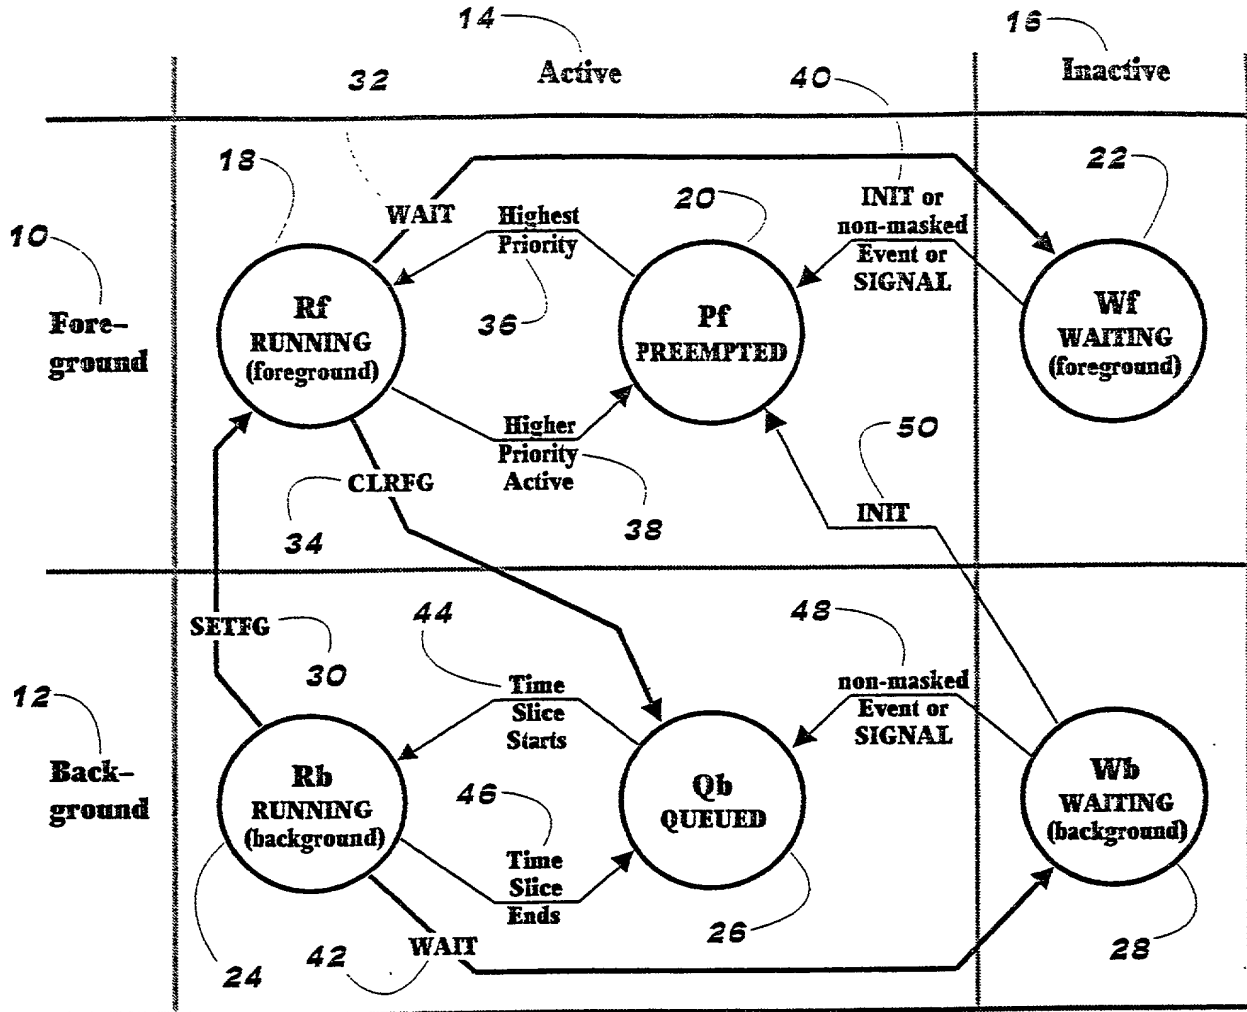 14
16
Active
Inactive
32
40
18
20
22
10
WAIT
Highest
Priority
INIT or
non-masked
Event or
SIGNAL
Fore-
ground
Rf
RUNNING
(foreground)
36
Pf
PREEMPTED
Wf
WAITING
(foreground)
Higher
Priority
Active
50
CLRFG
INIT
34
38
SETFG
44
48
30
12
Time
Slice
Starts
non-masked
Event or
SIGNAL
Back-
ground
Rb
RUNNING
(background)
46
Qb
QUEUED
Wb
WAITING
(background)
Time
Slice
Ends
WAIT
24
42
26
28